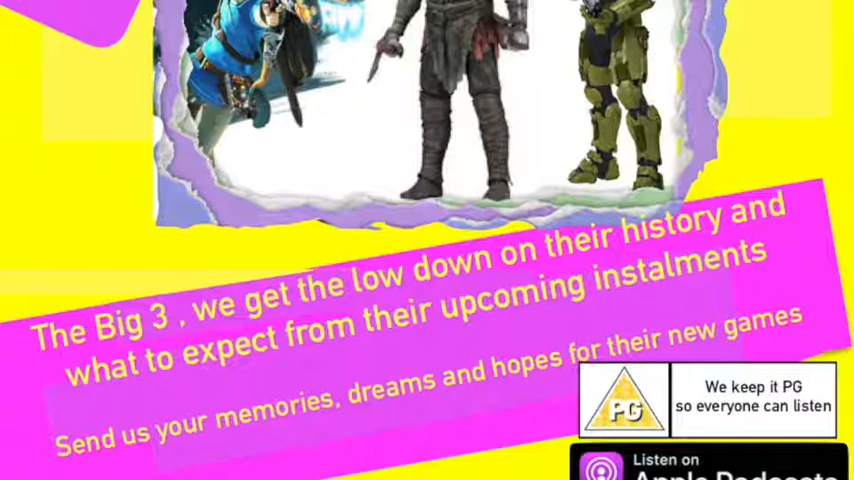 The Big 3 , we get the low down on their history and
what to expect from their upcoming instalments
Send us your memories, dreams and hopes for their new games
PG
We keep it PG
so everyone can listen
Listen on
Apple Podcasts